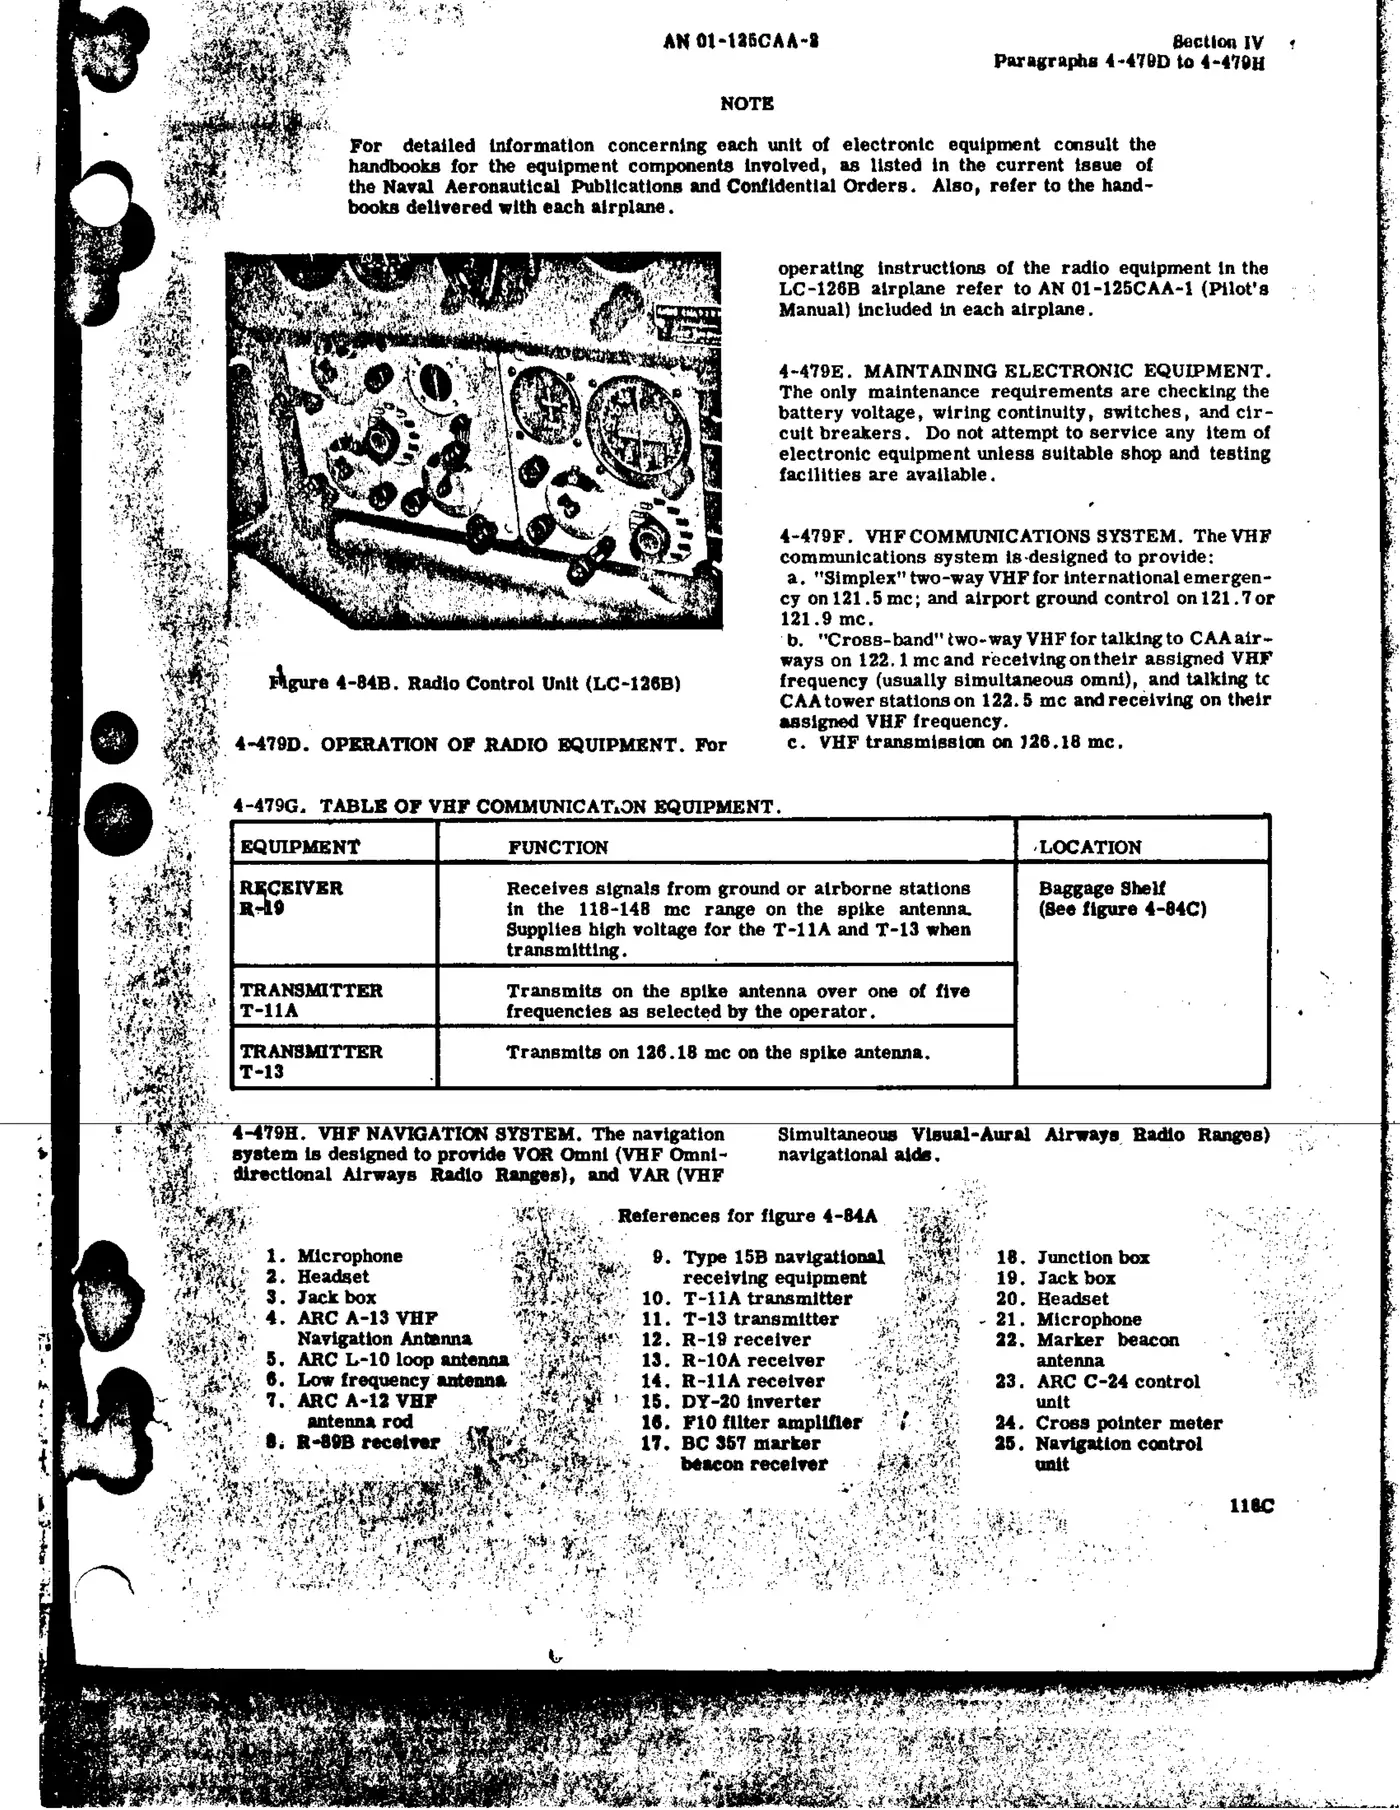 AN 01-125CAA-2
Section IV
Paragraphs 4-479D to 4-479H
NOTE
For detailed information concerning each unit of electronic equipment consult the
handbooks for the equipment components involved, as listed in the current issue of
the Naval Aeronautical Publications and Confidential Orders. Also, refer to the hand-
books delivered with each airplane.
Figure 4-84B. Radio Control Unit (LC-126B)
4-479D. OPERATION OF RADIO EQUIPMENT. For
operating instructions of the radio equipment in the
LC-126B airplane refer to AN 01-125CAA-1 (Pilot's
Manual) included in each airplane.
4-479E. MAINTAINING ELECTRONIC EQUIPMENT.
The only maintenance requirements are checking the
battery voltage, wiring continuity, switches, and cir-
cuit breakers. Do not attempt to service any item of
electronic equipment unless suitable shop and testing
facilities are available.
4-479F. VHF COMMUNICATIONS SYSTEM. The VHF
communications system is designed to provide:
a. "Simplex" two-way VHF for international emergen-
cy on 121.5 mc; and airport ground control on 121.7 or
121.9 mc.
b. "Cross-band" two-way VHF for talking to CAA air-
ways on 122.1 mc and receiving on their assigned VHF
frequency (usually simultaneous omni), and talking to
CAA tower stations on 122.5 mc and receiving on their
assigned VHF frequency.
c. VHF transmission on 126.18 mc.
4-479G. TABLE OF VHF COMMUNICATION EQUIPMENT.
EQUIPMENT
FUNCTION
LOCATION
RECEIVER
R-19
Receives signals from ground or airborne stations
in the 118-148 mc range on the spike antenna.
Supplies high voltage for the T-11A and T-13 when
transmitting.
Baggage Shelf
(See figure 4-84C)
TRANSMITTER
T-11A
Transmits on the spike antenna over one of five
frequencies as selected by the operator.
TRANSMITTER
T-13
Transmits on 126.18 mc on the spike antenna.
4-479H. VHF NAVIGATION SYSTEM. The navigation
system is designed to provide VOR Omni (VHF Omni-
directional Airways Radio Ranges), and VAR (VHF
Simultaneous Visual-Aural Airways Radio Ranges)
navigational aids.
References for figure 4-84A
1. Microphone
2. Headset
3. Jack box
4. ARC A-13 VHF
Navigation Antenna
5. ARC L-10 loop antenna
6. Low frequency antenna
7. ARC A-12 VHF
antenna rod
8. R-89B receiver
9. Type 15B navigational
receiving equipment
10. T-11A transmitter
11. T-13 transmitter
12. R-19 receiver
13. R-10A receiver
14. R-11A receiver
15. DY-20 inverter
16. F10 filter amplifier
17. BC 357 marker
beacon receiver
18. Junction box
19. Jack box
20. Headset
21. Microphone
22. Marker beacon
antenna
23. ARC C-24 control
unit
24. Cross pointer meter
25. Navigation control
unit
118C